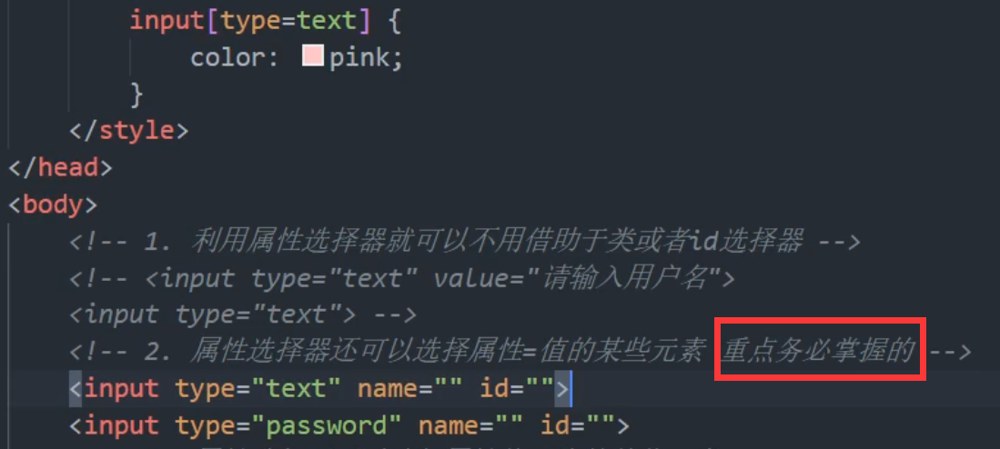 input[type=text] {
color: pink;
}
</style>
</head>
<body>
<!-- 1. 利用属性选择器就可以不用借助于类或者id选择器 -->
<!-- <input type="text" value="请输入用户名">
<input type="text"> -->
<!-- 2. 属性选择器还可以选择属性=值的某些元素 重点务必掌握的 -->
<input type="text" name="" id="">
<input type="password" name="" id="">